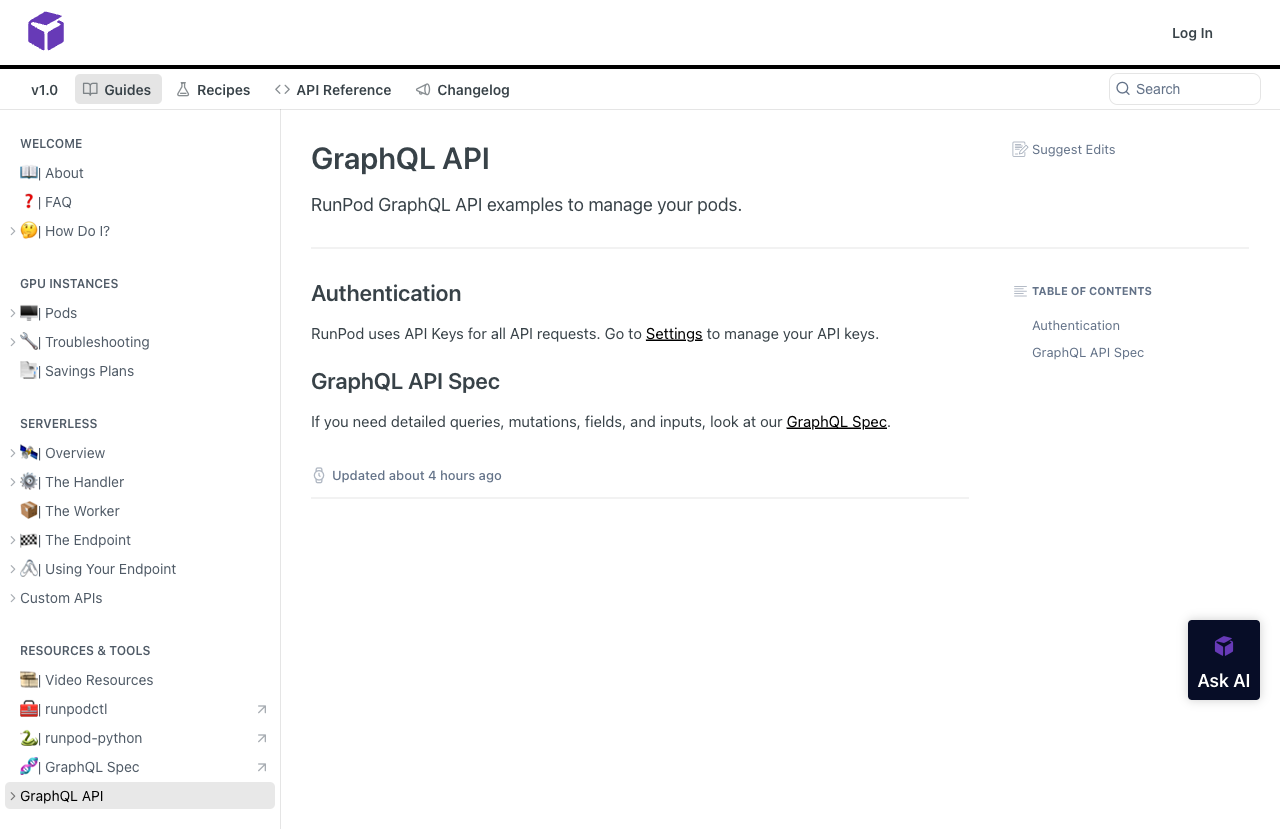 Log In
v1.0
Guides
Recipes
API Reference
Changelog
Search
WELCOME
📖| About
❓| FAQ
🤔| How Do I?
GPU INSTANCES
🖥️| Pods
🔧| Troubleshooting
📑| Savings Plans
SERVERLESS
🛰️| Overview
⚙️| The Handler
📦| The Worker
🏁| The Endpoint
🖇️| Using Your Endpoint
Custom APIs
RESOURCES & TOOLS
🎞️| Video Resources
🧰| runpodctl
🐍| runpod-python
🧬| GraphQL Spec
GraphQL API
GraphQL API
RunPod GraphQL API examples to manage your pods.
Authentication
RunPod uses API Keys for all API requests. Go to Settings to manage your API keys.
GraphQL API Spec
If you need detailed queries, mutations, fields, and inputs, look at our GraphQL Spec.
Updated about 4 hours ago
Suggest Edits
TABLE OF CONTENTS
Authentication
GraphQL API Spec
Ask AI